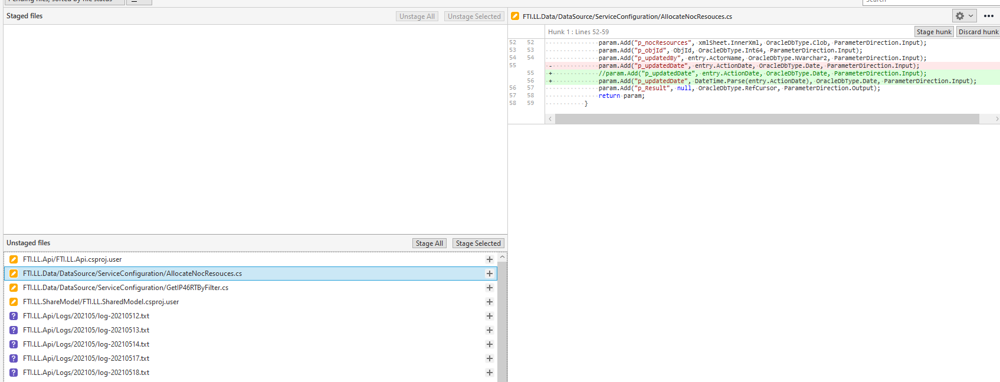 Pending files, sorted by file status
Search
Staged files
Unstage All
Unstage Selected
FTI.LL.Data/DataSource/ServiceConfiguration/AllocateNocResouces.cs
Hunk 1 : Lines 52-59
Stage hunk
Discard hunk
52 52 param.Add("p_nocResources", xmlSheet.InnerXml, OracleDbType.Clob, ParameterDirection.Input);
53 53 param.Add("p_objId", ObjId, OracleDbType.Int64, ParameterDirection.Input);
54 54 param.Add("p_updatedBy", entry.ActorName, OracleDbType.NVarchar2, ParameterDirection.Input);
55 - param.Add("p_updatedDate", entry.ActionDate, OracleDbType.Date, ParameterDirection.Input);
55 + //param.Add("p_updatedDate", entry.ActionDate, OracleDbType.Date, ParameterDirection.Input);
56 + param.Add("p_updatedDate", DateTime.Parse(entry.ActionDate), OracleDbType.Date, ParameterDirection.Input);
56 57 param.Add("p_Result", null, OracleDbType.RefCursor, ParameterDirection.Output);
57 58 return param;
58 59 }
Unstaged files
Stage All
Stage Selected
FTI.LL.Api/FTI.LL.Api.csproj.user
FTI.LL.Data/DataSource/ServiceConfiguration/AllocateNocResouces.cs
FTI.LL.Data/DataSource/ServiceConfiguration/GetIP46RTByFilter.cs
FTI.LL.ShareModel/FTI.LL.SharedModel.csproj.user
FTI.LL.Api/Logs/202105/log-20210512.txt
FTI.LL.Api/Logs/202105/log-20210513.txt
FTI.LL.Api/Logs/202105/log-20210514.txt
FTI.LL.Api/Logs/202105/log-20210517.txt
FTI.LL.Api/Logs/202105/log-20210518.txt